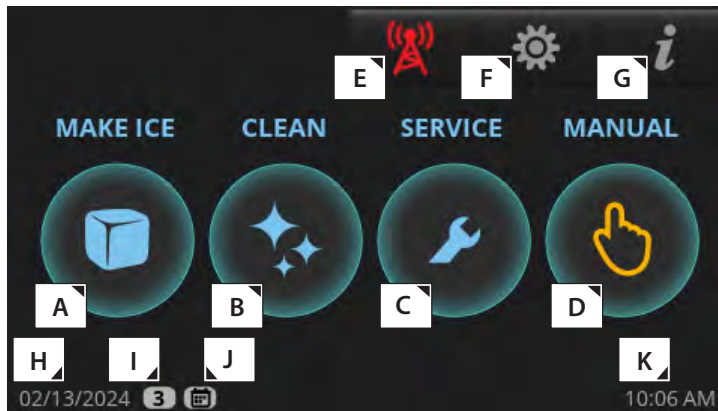 E F G
MAKE ICE CLEAN SERVICE MANUAL
A B C D
H I J K
02/13/2024 3 10:06 AM